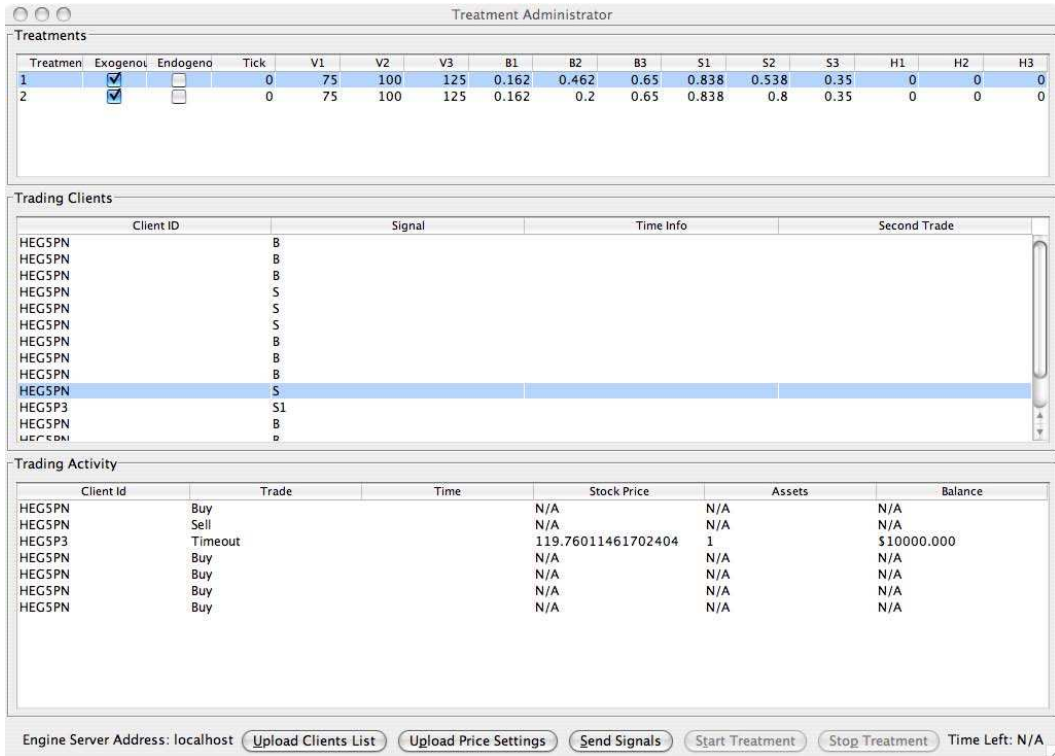 Treatment Administrator
Treatments
Treatmen Exogenou Endogeno Tick V1 V2 V3 B1 B2 B3 S1 S2 S3 H1 H2 H3
1 0 75 100 125 0.162 0.462 0.65 0.838 0.538 0.35 0 0 0
2 0 75 100 125 0.162 0.2 0.65 0.838 0.8 0.35 0 0 0
Trading Clients
Client ID Signal Time Info Second Trade
HEG5PN B
HEG5PN B
HEG5PN B
HEG5PN S
HEG5PN S
HEG5PN S
HEG5PN B
HEG5PN B
HEG5PN B
HEG5PN S
HEG5P3 S1
HEG5PN B
HEG5PN B
Trading Activity
Client Id Trade Time Stock Price Assets Balance
HEG5PN Buy N/A N/A N/A
HEG5PN Sell N/A N/A N/A
HEG5P3 Timeout 119.76011461702404 1 $10000.000
HEG5PN Buy N/A N/A N/A
HEG5PN Buy N/A N/A N/A
HEG5PN Buy N/A N/A N/A
HEG5PN Buy N/A N/A N/A
Engine Server Address: localhost Upload Clients List Upload Price Settings Send Signals Start Treatment Stop Treatment Time Left: N/A